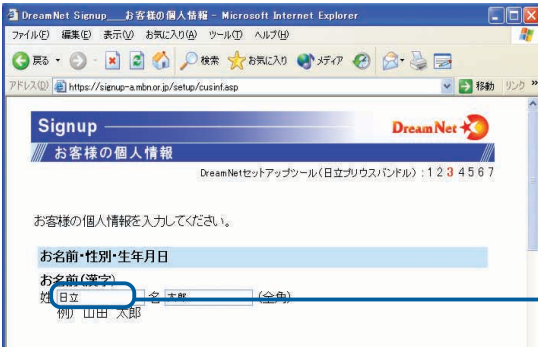 DreamNet Signup___お客様の個人情報 - Microsoft Internet Explorer
ファイル(F) 編集(E) 表示(V) お気に入り(A) ツール(T) ヘルプ(H)
戻る 検索 お気に入り メディア
アドレス(D) https://signup-a.mbn.or.jp/setup/cusinf.asp 移動 リンク »
Signup DreamNet
お客様の個人情報
DreamNetセットアップツール(日立プリウスバンドル) : 1 2 3 4 5 6 7
お客様の個人情報を入力してください。
お名前・性別・生年月日
お名前(漢字)
姓 日立 名 太郎 (全角)
例) 山田 太郎